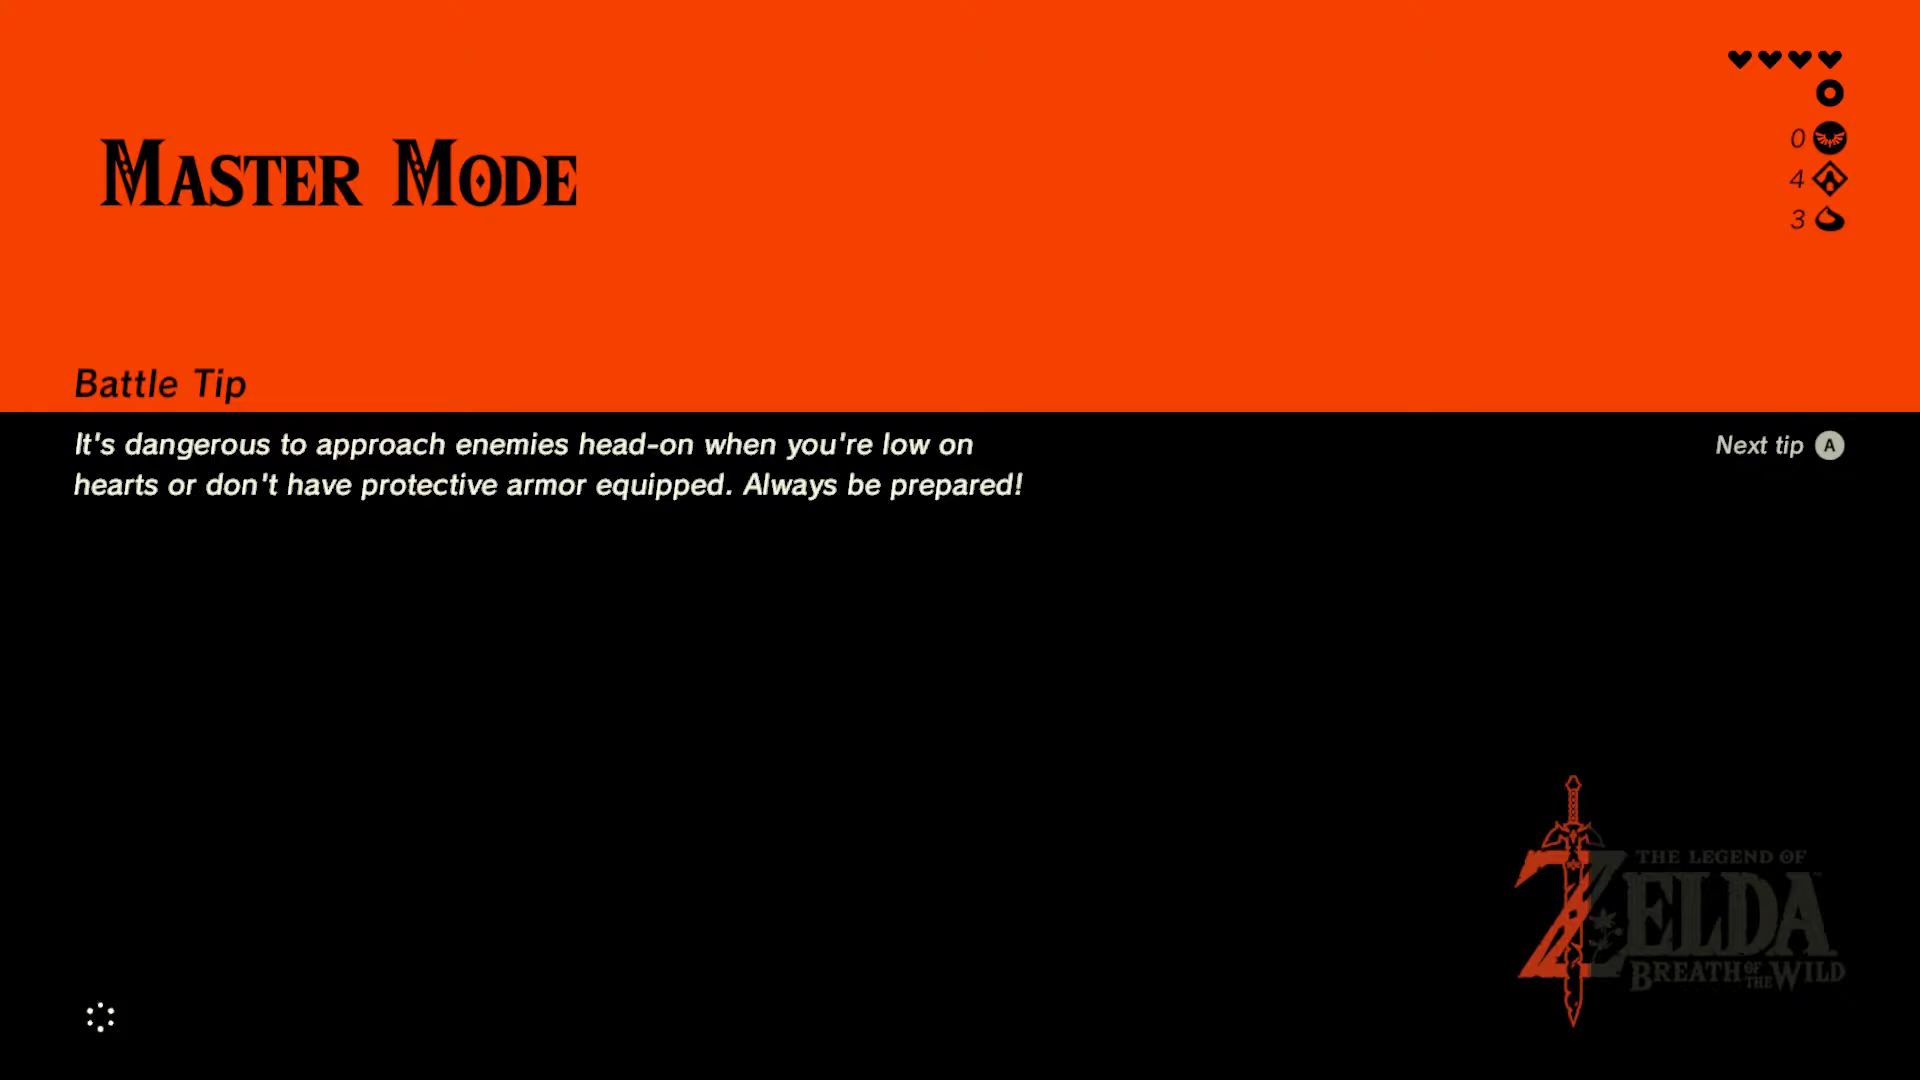 Master Mode
0
4
3
Battle Tip
It's dangerous to approach enemies head-on when you're low on
hearts or don't have protective armor equipped. Always be prepared!
Next tip A
THE LEGEND OF
ZELDA
BREATH OF THE WILD